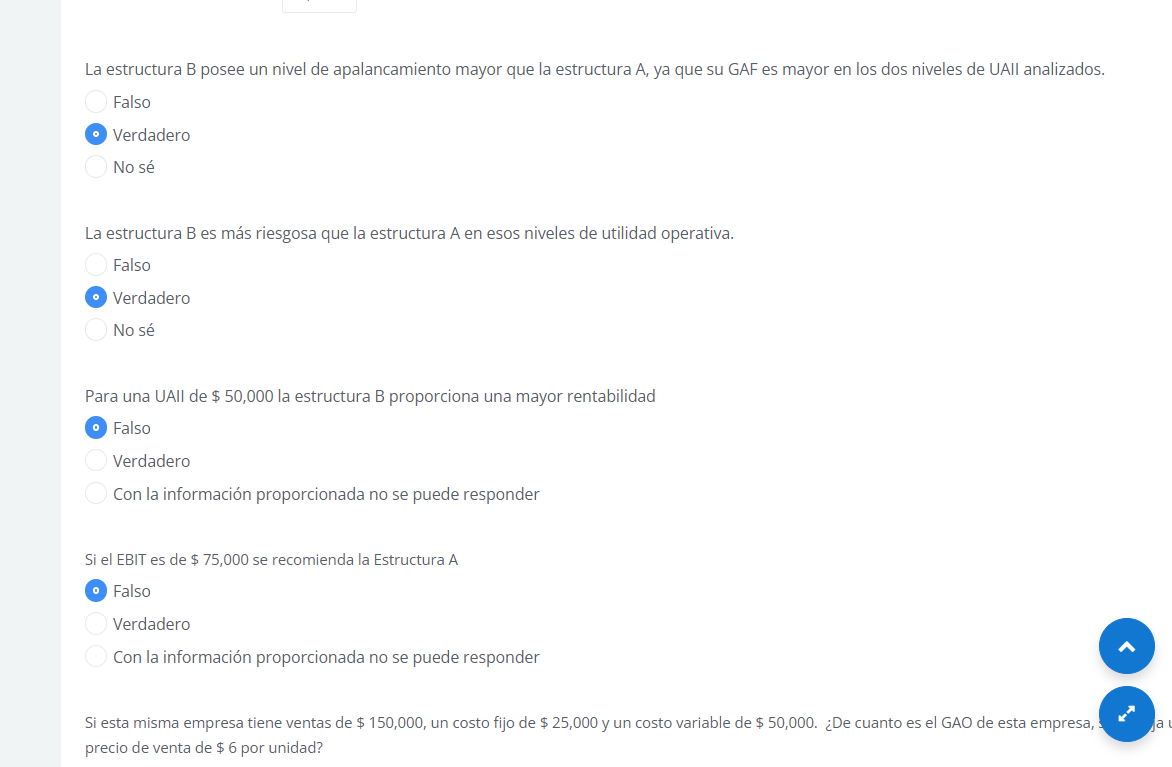 La estructura B posee un nivel de apalancamiento mayor que la estructura A, ya que su GAF es mayor en los dos niveles de UAII analizados.
Falso
Verdadero
No sé
La estructura B es más riesgosa que la estructura A en esos niveles de utilidad operativa.
Falso
Verdadero
No sé
Para una UAII de $ 50,000 la estructura B proporciona una mayor rentabilidad
Falso
Verdadero
Con la información proporcionada no se puede responder
Si el EBIT es de $ 75,000 se recomienda la Estructura A
Falso
Verdadero
Con la información proporcionada no se puede responder
Si esta misma empresa tiene ventas de $ 150,000, un costo fijo de $ 25,000 y un costo variable de $ 50,000. ¿De cuanto es el GAO de esta empresa,
precio de venta de $ 6 por unidad?